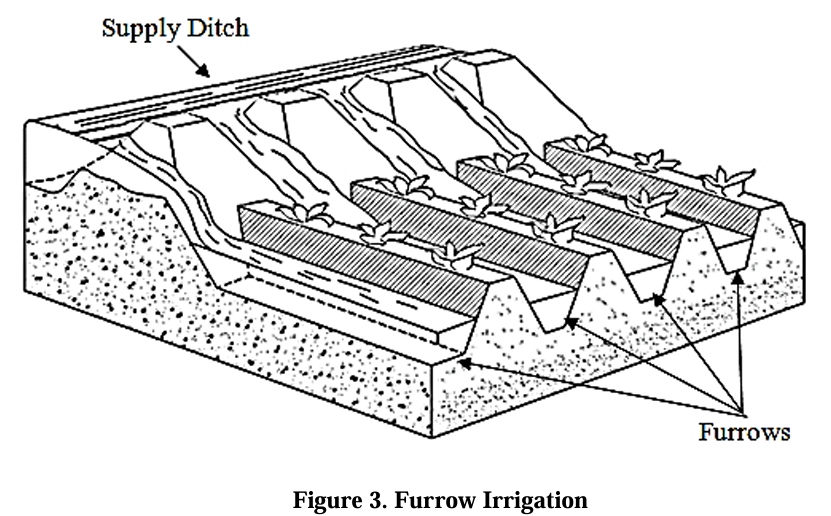 Supply Ditch
Furrows
Figure 3. Furrow Irrigation